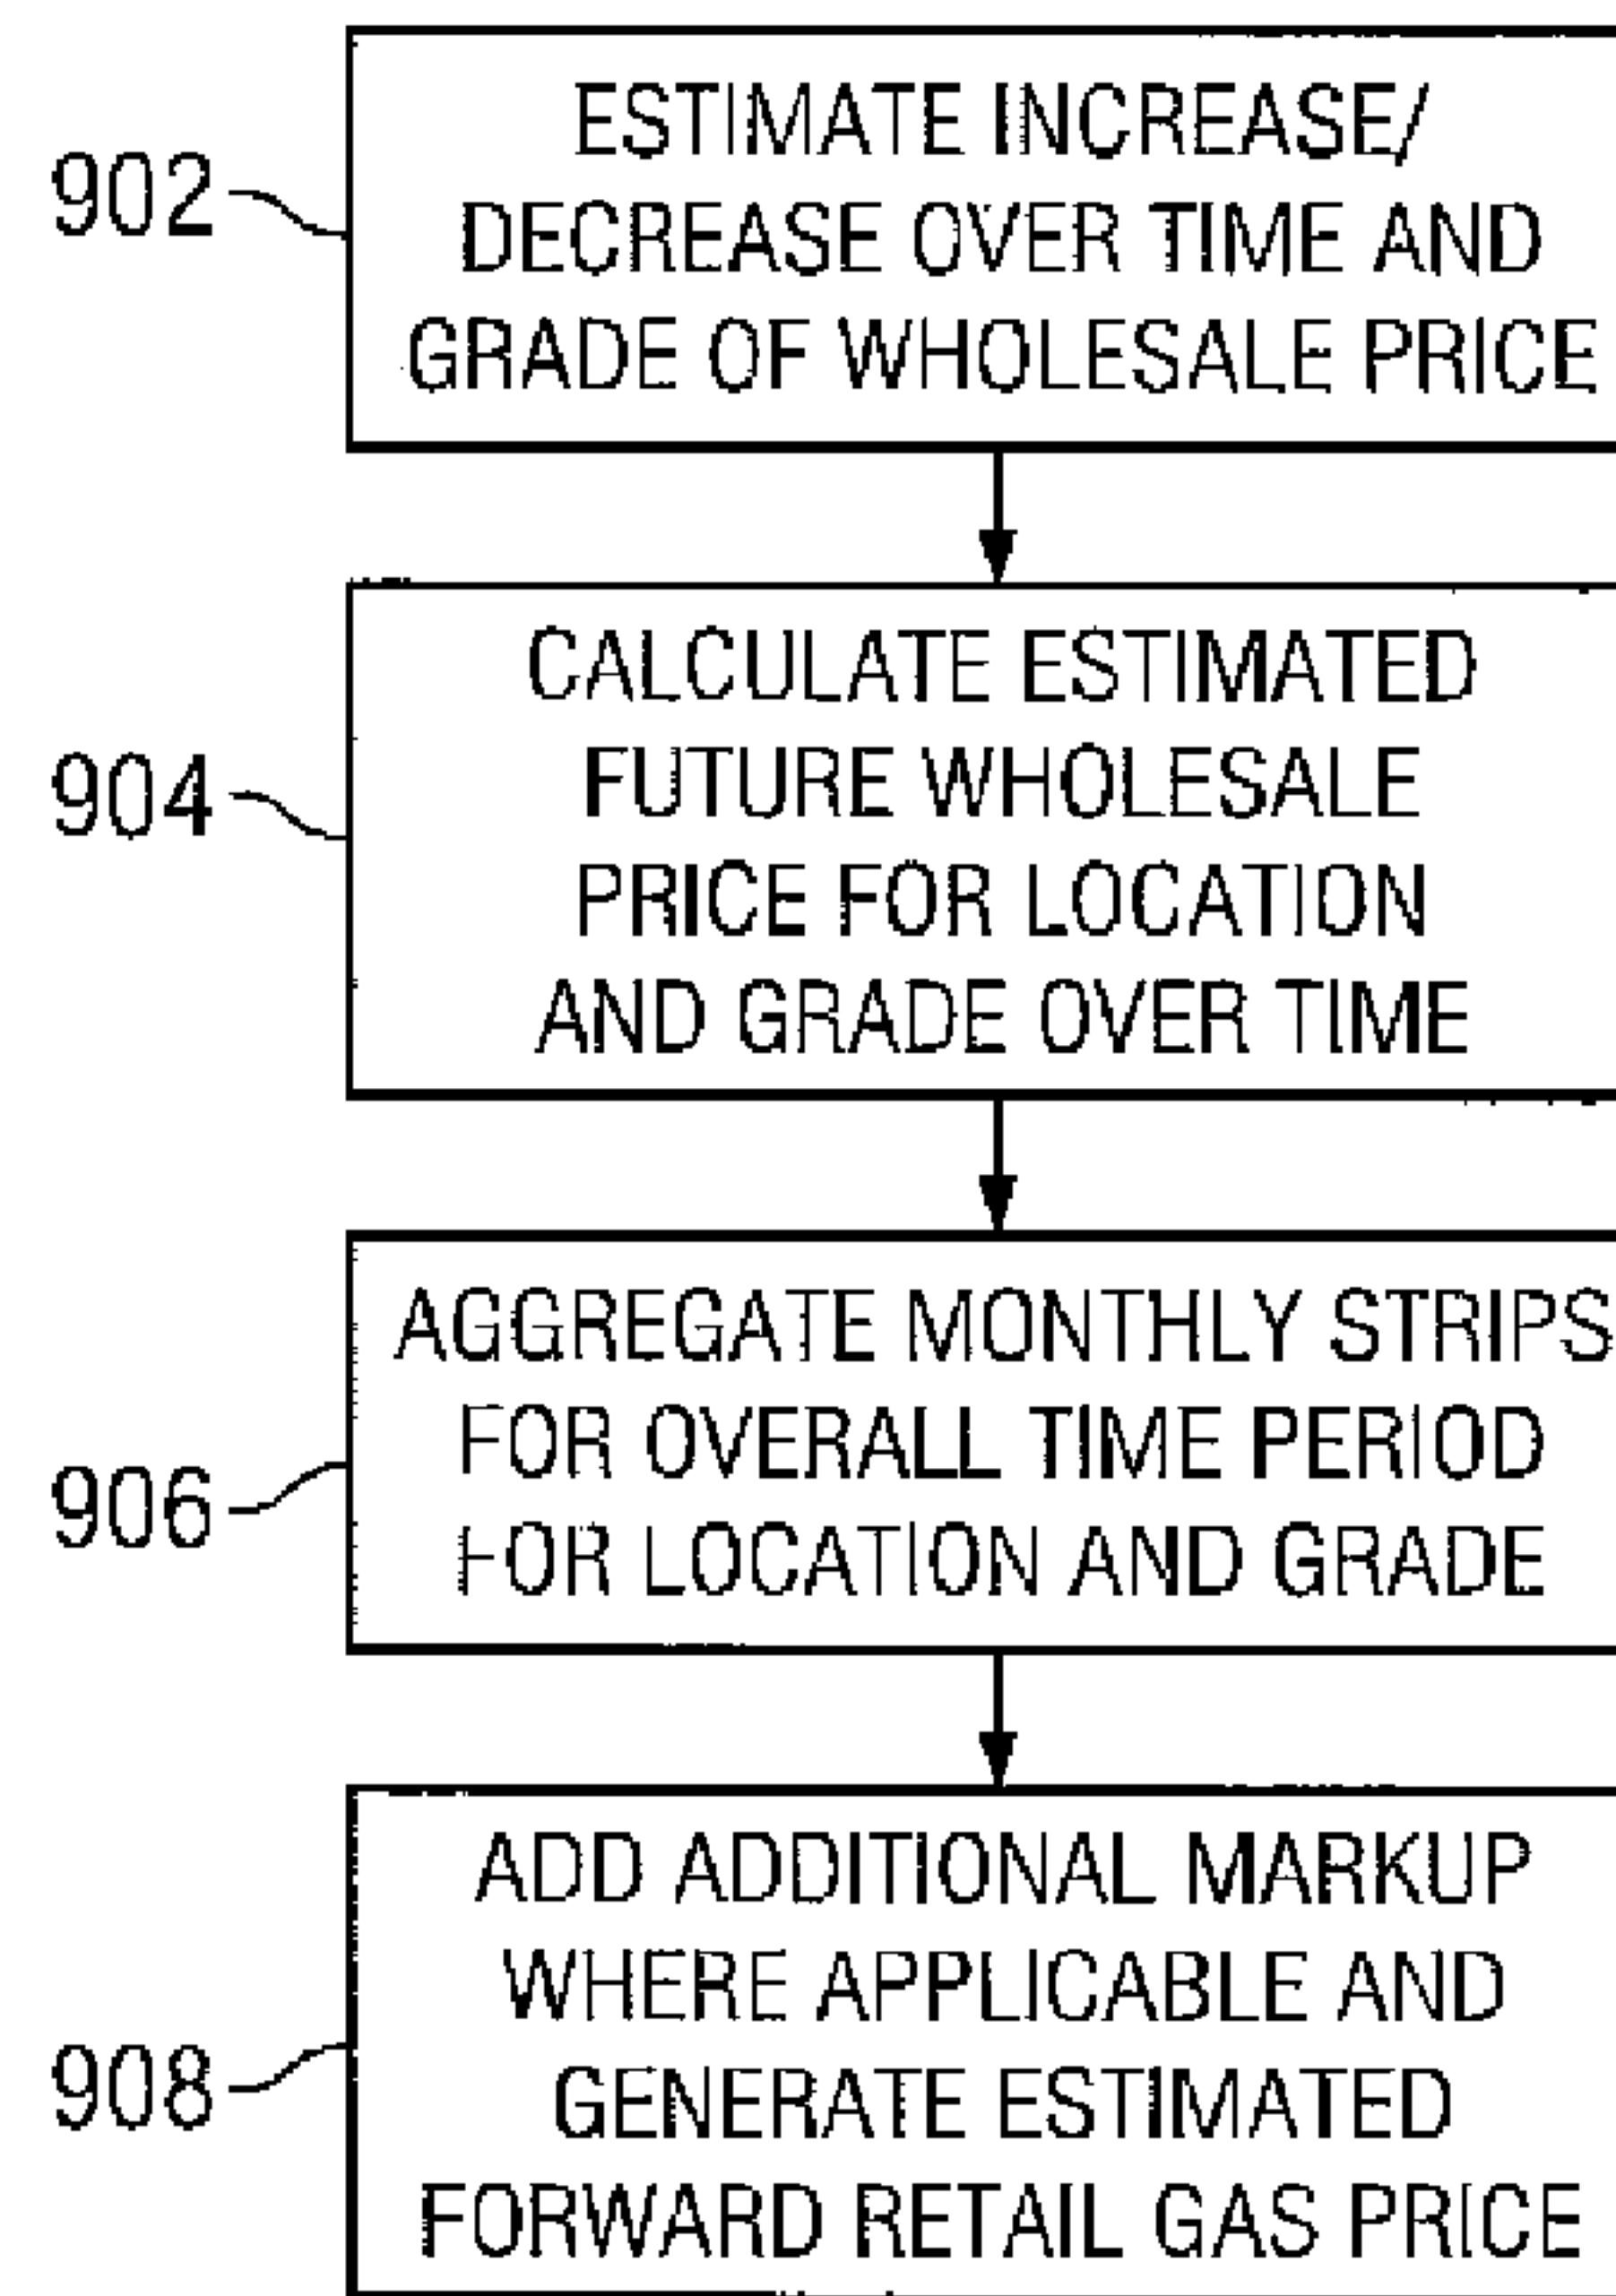 902
ESTIMATE INCREASE/
DECREASE OVER TIME AND
GRADE OF WHOLESALE PRICE
904
CALCULATE ESTIMATED
FUTURE WHOLESALE
PRICE FOR LOCATION
AND GRADE OVER TIME
906
AGGREGATE MONTHLY STRIPS
FOR OVERALL TIME PERIOD
FOR LOCATION AND GRADE
908
ADD ADDITIONAL MARKUP
WHERE APPLICABLE AND
GENERATE ESTIMATED
FORWARD RETAIL GAS PRICE